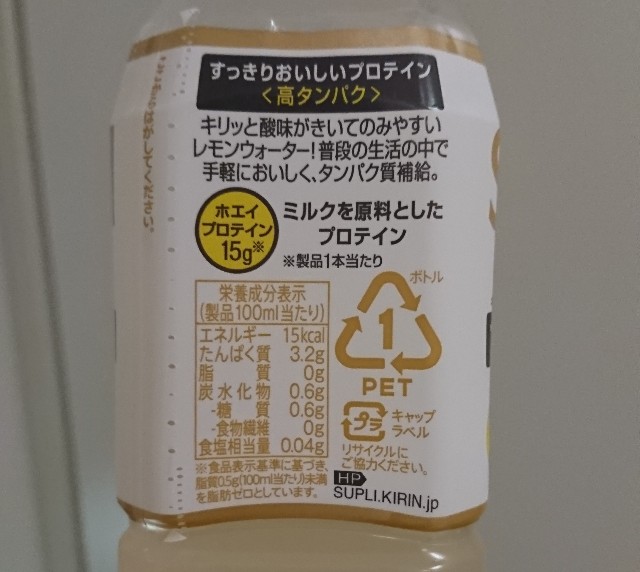 すっきりおいしいプロテイン
<高タンパク>
キリッと酸味がきいてのみやすい
レモンウォーター!普段の生活の中で
手軽においしく、タンパク質補給。
ホエイ
プロテイン
15g※
ミルクを原料とした
プロテイン
※製品1本当たり
栄養成分表示
(製品100ml当たり)
エネルギー 15kcal
たんぱく質 3.2g
脂質 0g
炭水化物 0.6g
-糖質 0.6g
-食物繊維 0g
食塩相当量 0.04g
※食品表示基準に基づき、
脂質0.5g(100ml当たり)未満
を脂肪ゼロとしています。
ボトル
1
PET
プラ
キャップ
ラベル
リサイクルに
ご協力ください。
HP
SUPLI.KIRIN.jp
はがしてください。